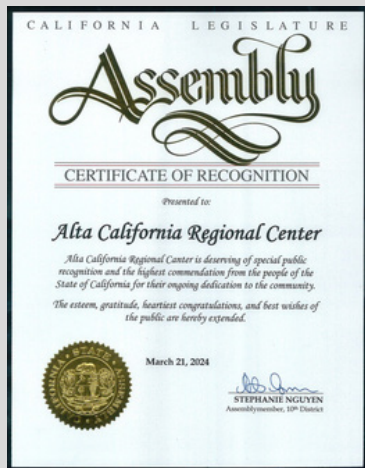 CALIFORNIA LEGISLATURE
Assembly
CERTIFICATE OF RECOGNITION
Presented to:
Alta California Regional Center
Alta California Regional Center is deserving of special public
recognition and the highest commendation from the people of the
State of California for their ongoing dedication to the community.
The esteem, gratitude, heartiest congratulations, and best wishes of
the public are hereby extended.
March 21, 2024
STEPHANIE NGUYEN
Assemblymember, 10th District